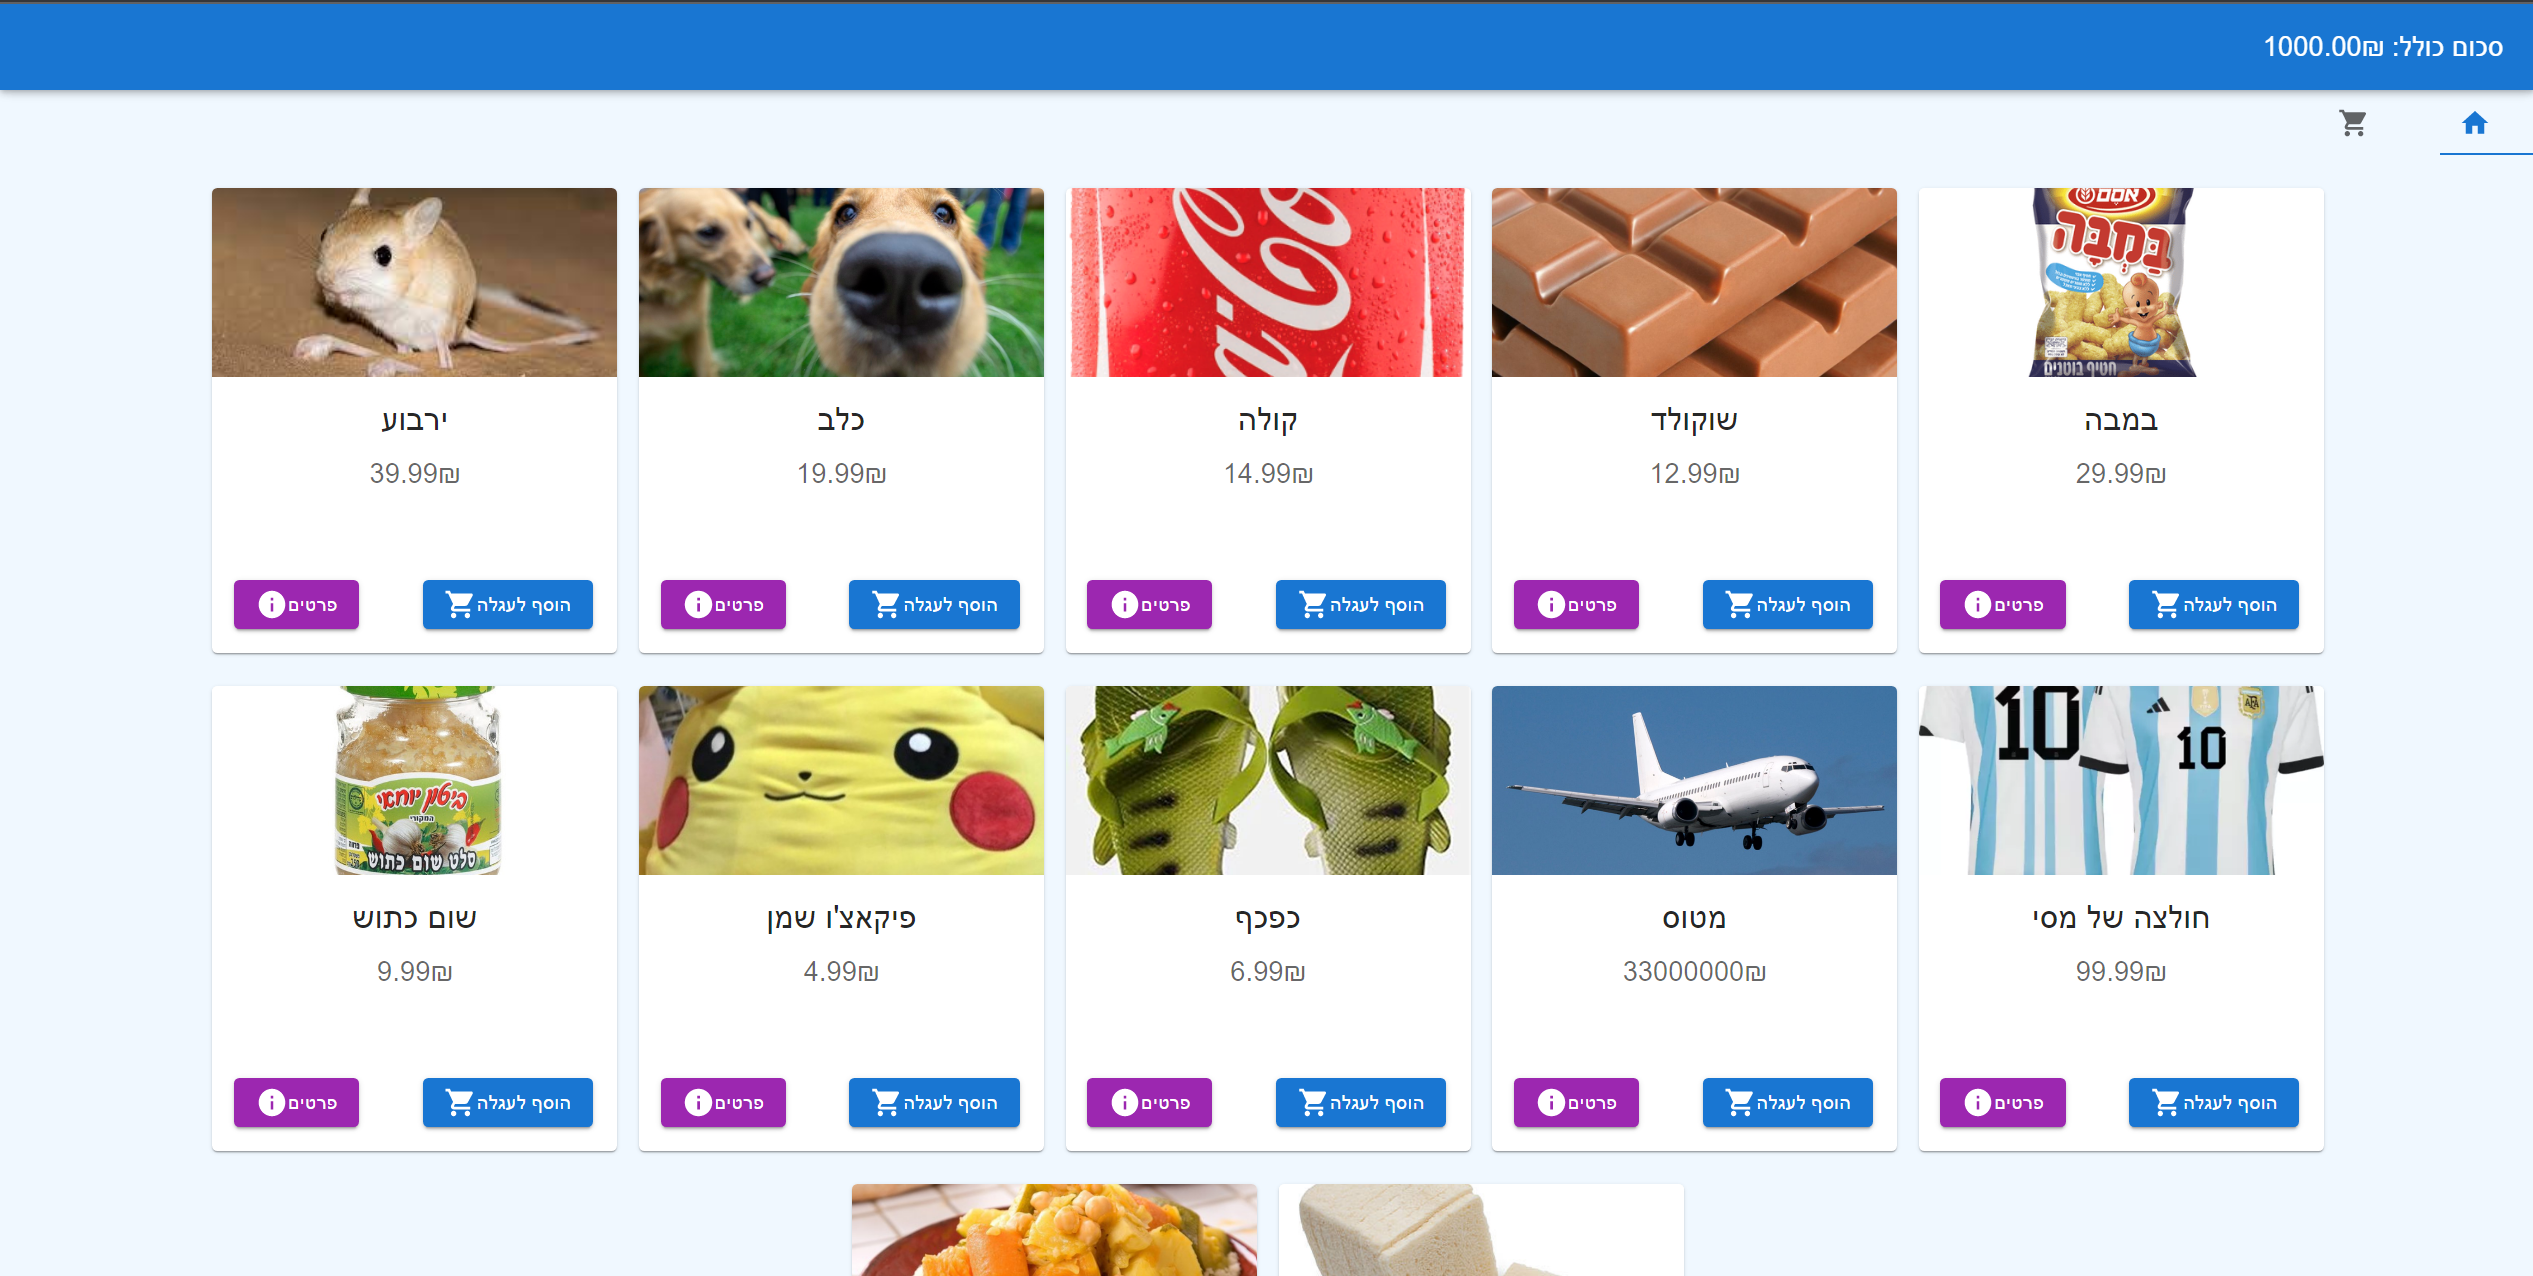 סכום כולל: 1000.00₪
אסם
במבה
חטיף בוטנים
במבה
29.99₪
הוסף לעגלה
פרטים
שוקולד
12.99₪
הוסף לעגלה
פרטים
קולה
14.99₪
הוסף לעגלה
פרטים
כלב
19.99₪
הוסף לעגלה
פרטים
ירבוע
39.99₪
הוסף לעגלה
פרטים
10
10
AFA
חולצה של מסי
99.99₪
הוסף לעגלה
פרטים
מטוס
33000000₪
הוסף לעגלה
פרטים
כפכף
6.99₪
הוסף לעגלה
פרטים
פיקאצ'ו שמן
4.99₪
הוסף לעגלה
פרטים
ביטון יוחאי
המקורי
סלט שום כתוש
שום כתוש
9.99₪
הוסף לעגלה
פרטים